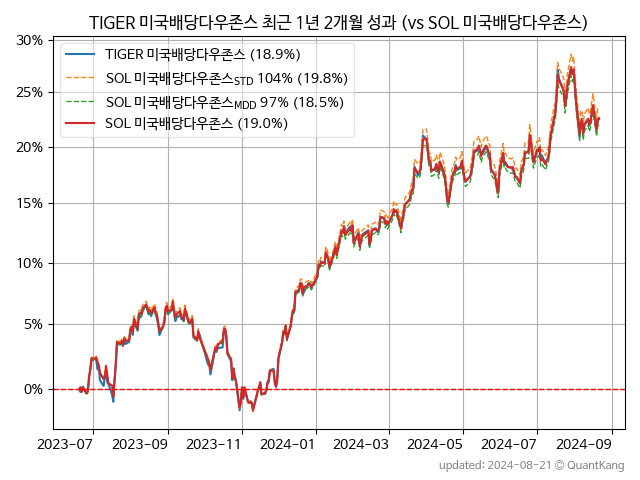 TIGER 미국배당다우존스 최근 1년 2개월 성과 (vs SOL 미국배당다우존스)
30%
25%
20%
15%
10%
5%
0%
TIGER 미국배당다우존스 (18.9%)
SOL 미국배당다우존스STD 104% (19.8%)
SOL 미국배당다우존스MDD 97% (18.5%)
SOL 미국배당다우존스 (19.0%)
2023-07 2023-09 2023-11 2024-01 2024-03 2024-05 2024-07 2024-09
updated: 2024-08-21 © QuantKang